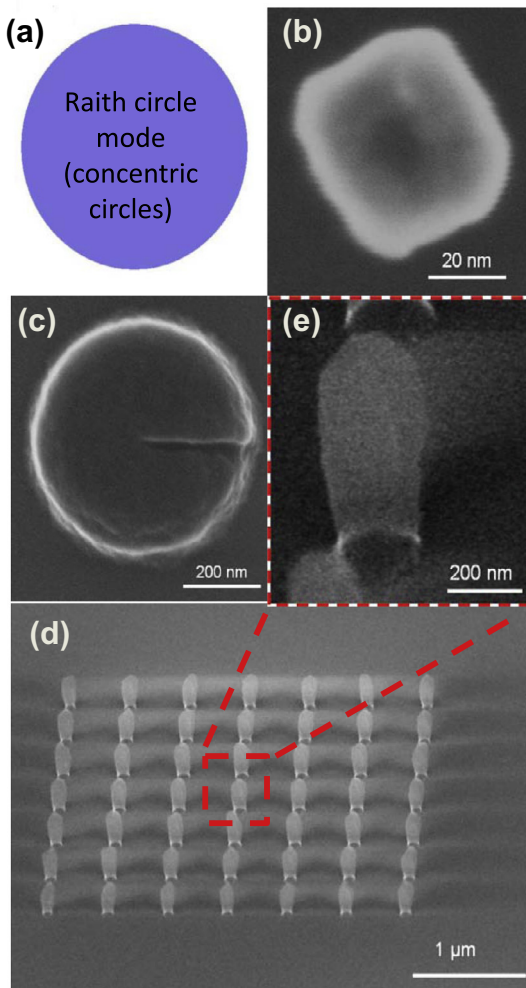 (a)
Raith circle
mode
(concentric
circles)
(b)
20 nm
(c)
200 nm
(e)
200 nm
(d)
1 µm